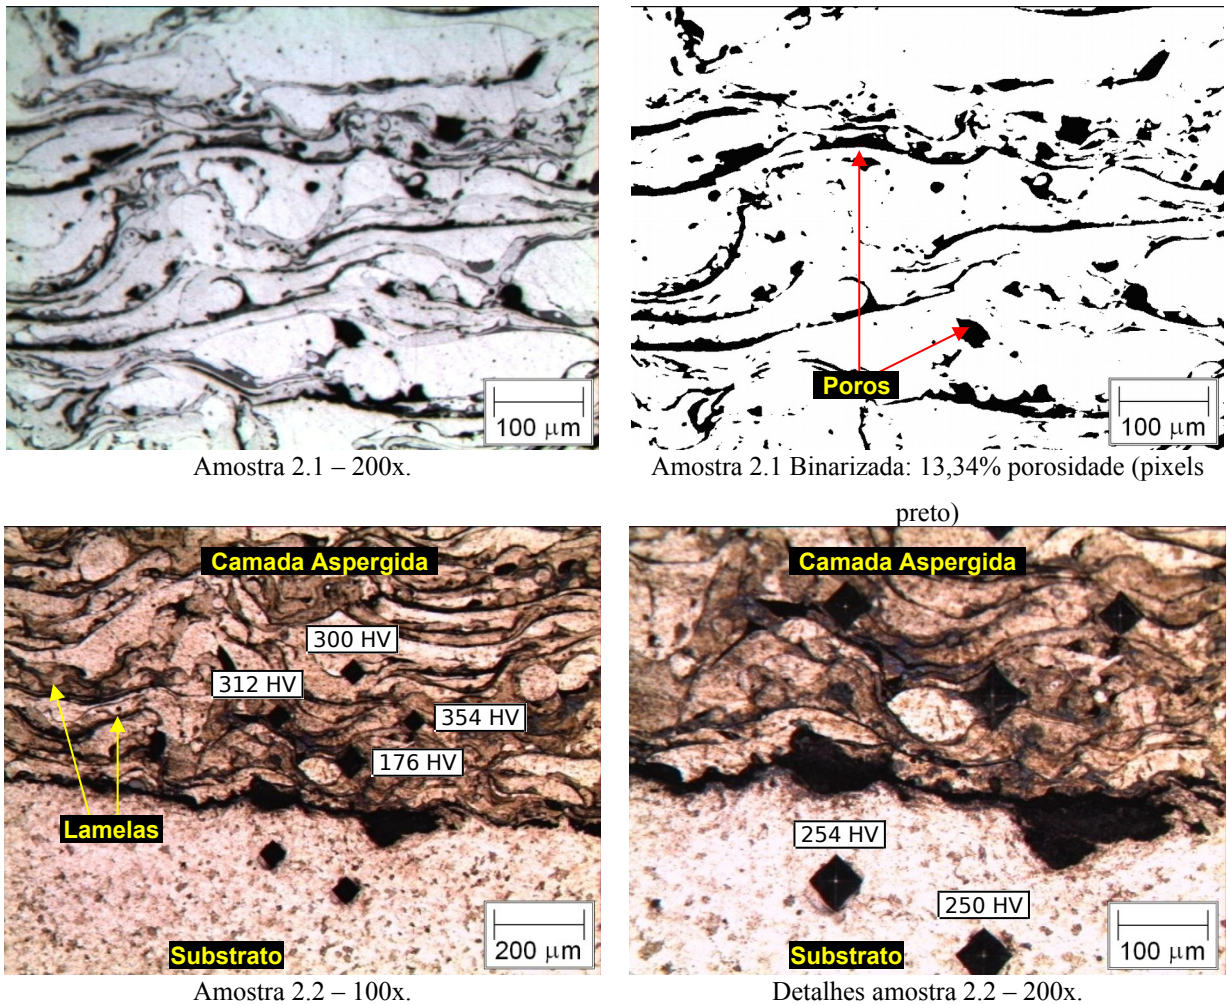 100 μm
Poros
100 μm
Amostra 2.1 – 200x.
Amostra 2.1 Binarizada: 13,34% porosidade (pixels
preto)
Camada Aspergida
300 HV
312 HV
354 HV
176 HV
Lamelas
Substrato
200 μm
Camada Aspergida
254 HV
250 HV
Substrato
100 μm
Amostra 2.2 – 100x.
Detalhes amostra 2.2 – 200x.